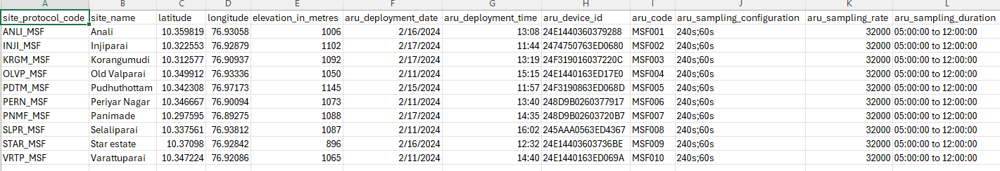 A B C D E F G H I J K L
site_protocol_code site_name latitude longitude elevation_in_metres aru_deployment_date aru_deployment_time aru_device_id aru_code aru_sampling_configuration aru_sampling_rate aru_sampling_duration
ANLI_MSF Anali 10.359819 76.93058 1006 2/16/2024 13:08 24E1440360379288 MSF001 240s;60s 32000 05:00:00 to 12:00:00
INJI_MSF Injiparai 10.322553 76.92879 1102 2/17/2024 11:44 2474750763ED0680 MSF002 240s;60s 32000 05:00:00 to 12:00:00
KRGM_MSF Korangumudi 10.312577 76.90937 1092 2/17/2024 13:19 24F319016037220C MSF003 240s;60s 32000 05:00:00 to 12:00:00
OLVP_MSF Old Valparai 10.349912 76.93336 1050 2/11/2024 15:15 24E1440163ED17E0 MSF004 240s;60s 32000 05:00:00 to 12:00:00
PDTM_MSF Pudhuthottam 10.342308 76.97173 1145 2/15/2024 11:57 24F3190863ED068D MSF005 240s;60s 32000 05:00:00 to 12:00:00
PERN_MSF Periyar Nagar 10.346667 76.90094 1073 2/11/2024 13:40 248D9B0260377917 MSF006 240s;60s 32000 05:00:00 to 12:00:00
PNMF_MSF Panimade 10.297595 76.89275 1088 2/17/2024 14:35 248D9B02603720B7 MSF007 240s;60s 32000 05:00:00 to 12:00:00
SLPR_MSF Selaliparai 10.337561 76.93812 1087 2/11/2024 16:02 245AAA0563ED4367 MSF008 240s;60s 32000 05:00:00 to 12:00:00
STAR_MSF Star estate 10.37098 76.92842 896 2/16/2024 12:32 24E14403603736BE MSF009 240s;60s 32000 05:00:00 to 12:00:00
VRTP_MSF Varattuparai 10.347224 76.92086 1065 2/11/2024 14:40 24E1440163ED069A MSF010 240s;60s 32000 05:00:00 to 12:00:00